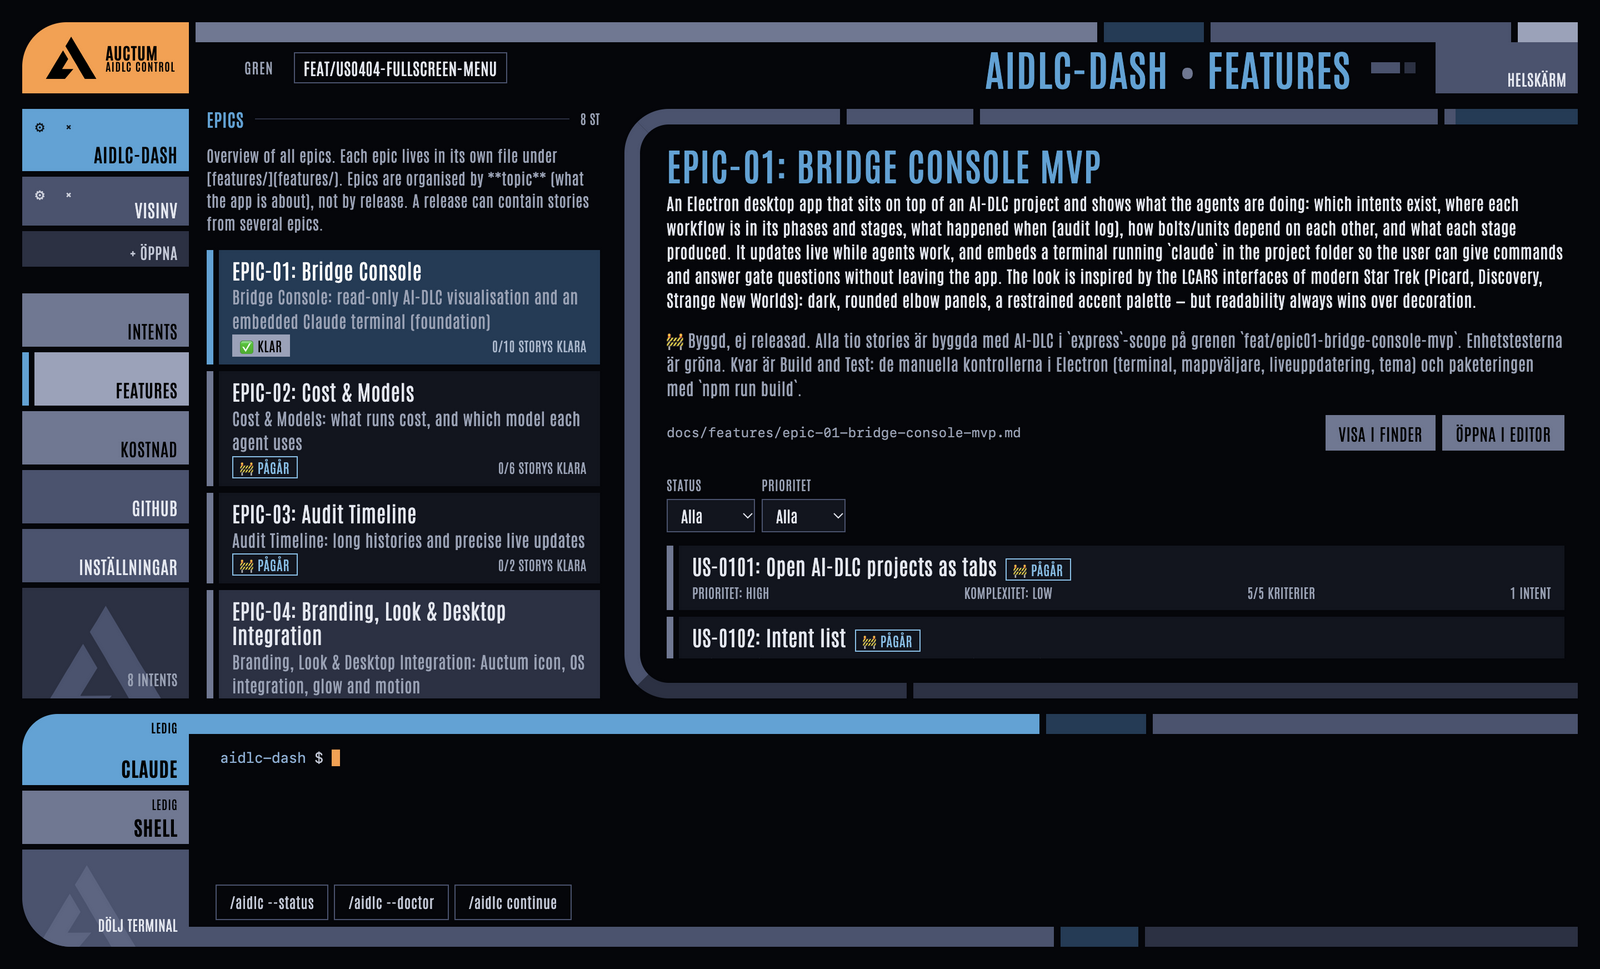 AUCTUM
AIDLC CONTROL
GREN
FEAT/US0404-FULLSCREEN-MENU
AIDLC-DASH • FEATURES
HELSKÄRM
AIDLC-DASH
VISINV
+ ÖPPNA
INTENTS
FEATURES
KOSTNAD
GITHUB
INSTÄLLNINGAR
8 INTENTS
EPICS
8 ST
Overview of all epics. Each epic lives in its own file under
[features/](features/). Epics are organised by **topic** (what
the app is about), not by release. A release can contain stories
from several epics.
EPIC-01: Bridge Console
Bridge Console: read-only AI-DLC visualisation and an
embedded Claude terminal (foundation)
✅ KLAR
0/10 STORYS KLARA
EPIC-02: Cost & Models
Cost & Models: what runs cost, and which model each
agent uses
🚧 PÅGÅR
0/6 STORYS KLARA
EPIC-03: Audit Timeline
Audit Timeline: long histories and precise live updates
🚧 PÅGÅR
0/2 STORYS KLARA
EPIC-04: Branding, Look & Desktop
Integration
Branding, Look & Desktop Integration: Auctum icon, OS
integration, glow and motion
EPIC-01: BRIDGE CONSOLE MVP
An Electron desktop app that sits on top of an AI-DLC project and shows what the agents are doing: which intents exist, where each
workflow is in its phases and stages, what happened when (audit log), how bolts/units depend on each other, and what each stage
produced. It updates live while agents work, and embeds a terminal running `claude` in the project folder so the user can give commands
and answer gate questions without leaving the app. The look is inspired by the LCARS interfaces of modern Star Trek (Picard, Discovery,
Strange New Worlds): dark, rounded elbow panels, a restrained accent palette — but readability always wins over decoration.
🚧 Byggd, ej releasad. Alla tio stories är byggda med AI-DLC i `express`-scope på grenen `feat/epic01-bridge-console-mvp`. Enhetstesterna
är gröna. Kvar är Build and Test: de manuella kontrollerna i Electron (terminal, mappväljare, liveuppdatering, tema) och paketeringen
med `npm run build`.
docs/features/epic-01-bridge-console-mvp.md
VISA I FINDER
ÖPPNA I EDITOR
STATUS
PRIORITET
Alla
Alla
US-0101: Open AI-DLC projects as tabs 🚧 PÅGÅR
PRIORITET: HIGH
KOMPLEXITET: LOW
5/5 KRITERIER
1 INTENT
US-0102: Intent list 🚧 PÅGÅR
LEDIG
CLAUDE
LEDIG
SHELL
DÖLJ TERMINAL
aidlc-dash $
/aidlc --status
/aidlc --doctor
/aidlc continue